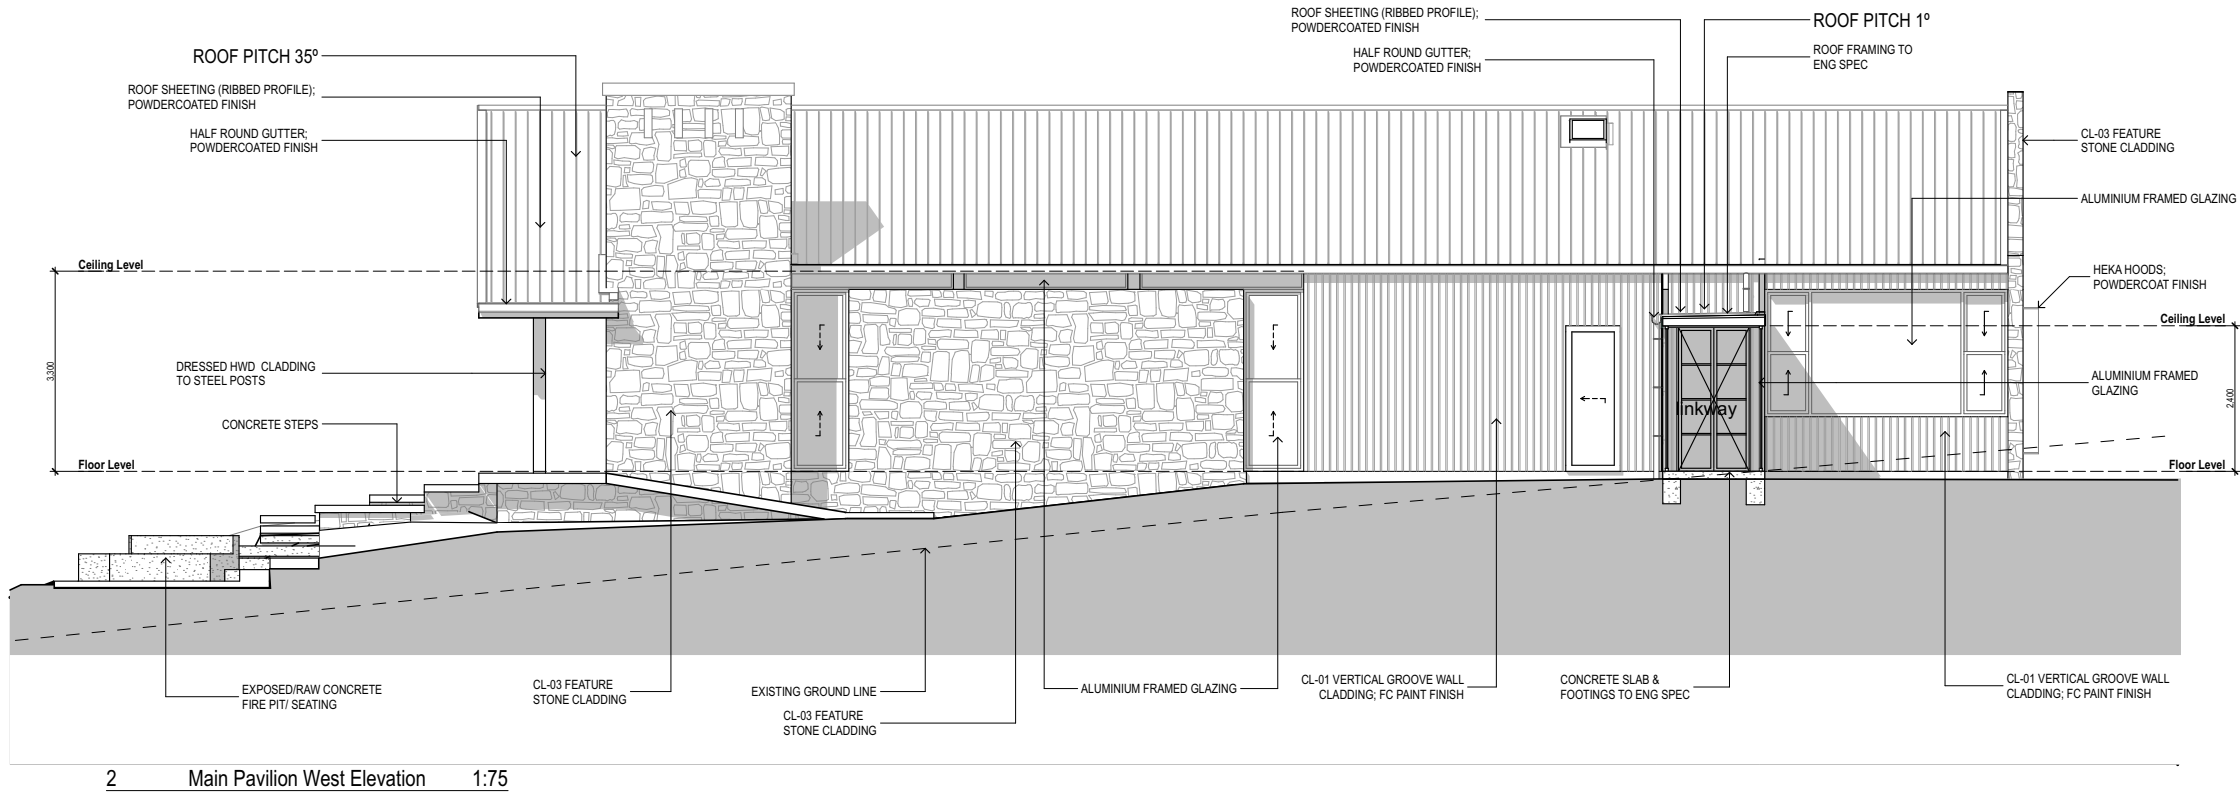 ROOF SHEETING (RIBBED PROFILE);
POWDERCOATED FINISH
ROOF PITCH 1º
HALF ROUND GUTTER;
POWDERCOATED FINISH
ROOF FRAMING TO
ENG SPEC
ROOF PITCH 35º
ROOF SHEETING (RIBBED PROFILE);
POWDERCOATED FINISH
HALF ROUND GUTTER;
POWDERCOATED FINISH
CL-03 FEATURE
STONE CLADDING
ALUMINIUM FRAMED GLAZING
Ceiling Level
HEKA HOODS;
POWDERCOAT FINISH
Ceiling Level
3,300
DRESSED HWD CLADDING
TO STEEL POSTS
ALUMINIUM FRAMED
GLAZING
2,400
linkway
CONCRETE STEPS
Floor Level
Floor Level
EXPOSED/RAW CONCRETE
FIRE PIT/ SEATING
CL-03 FEATURE
STONE CLADDING
EXISTING GROUND LINE
CL-03 FEATURE
STONE CLADDING
ALUMINIUM FRAMED GLAZING
CL-01 VERTICAL GROOVE WALL
CLADDING; FC PAINT FINISH
CONCRETE SLAB &
FOOTINGS TO ENG SPEC
CL-01 VERTICAL GROOVE WALL
CLADDING; FC PAINT FINISH
2 Main Pavilion West Elevation 1:75